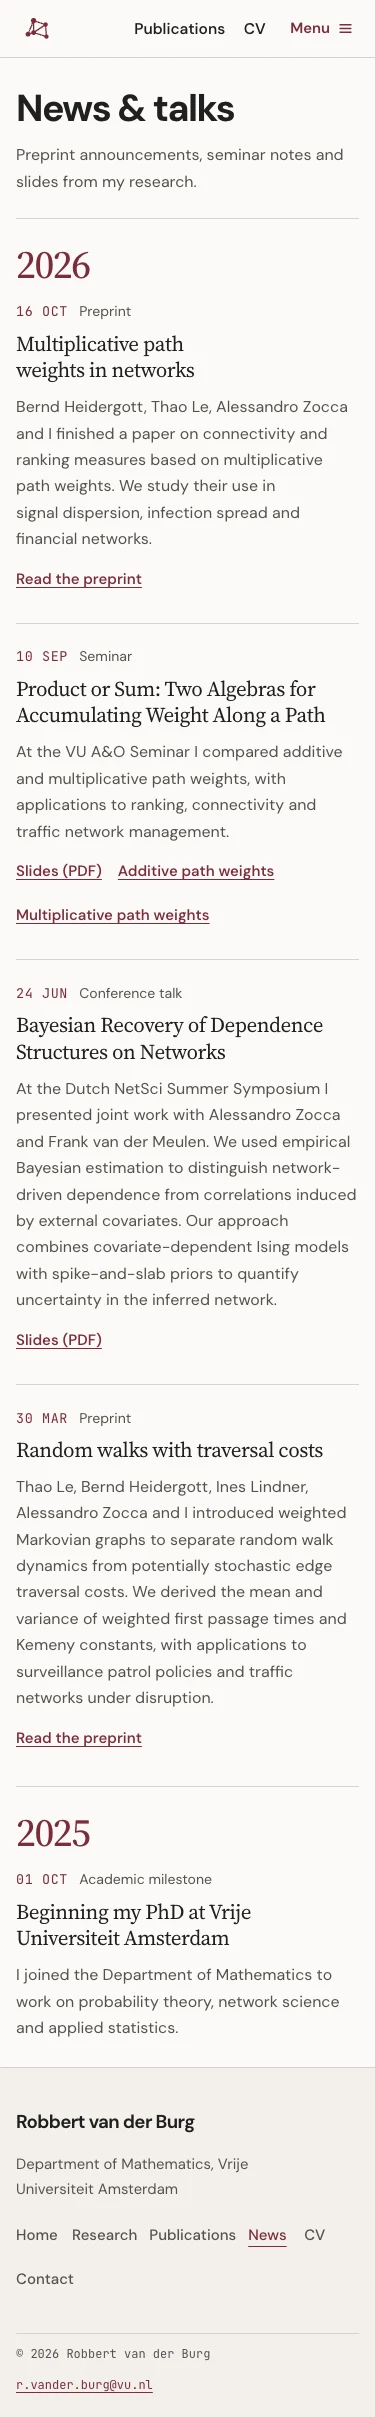 Publications CV Menu
News & talks
Preprint announcements, seminar notes and
slides from my research.
2026
16 OCT Preprint
Multiplicative path
weights in networks
Bernd Heidergott, Thao Le, Alessandro Zocca
and I finished a paper on connectivity and
ranking measures based on multiplicative
path weights. We study their use in
signal dispersion, infection spread and
financial networks.
Read the preprint
10 SEP Seminar
Product or Sum: Two Algebras for
Accumulating Weight Along a Path
At the VU A&O Seminar I compared additive
and multiplicative path weights, with
applications to ranking, connectivity and
traffic network management.
Slides (PDF) Additive path weights
Multiplicative path weights
24 JUN Conference talk
Bayesian Recovery of Dependence
Structures on Networks
At the Dutch NetSci Summer Symposium I
presented joint work with Alessandro Zocca
and Frank van der Meulen. We used empirical
Bayesian estimation to distinguish network-
driven dependence from correlations induced
by external covariates. Our approach
combines covariate-dependent Ising models
with spike-and-slab priors to quantify
uncertainty in the inferred network.
Slides (PDF)
30 MAR Preprint
Random walks with traversal costs
Thao Le, Bernd Heidergott, Ines Lindner,
Alessandro Zocca and I introduced weighted
Markovian graphs to separate random walk
dynamics from potentially stochastic edge
traversal costs. We derived the mean and
variance of weighted first passage times and
Kemeny constants, with applications to
surveillance patrol policies and traffic
networks under disruption.
Read the preprint
2025
01 OCT Academic milestone
Beginning my PhD at Vrije
Universiteit Amsterdam
I joined the Department of Mathematics to
work on probability theory, network science
and applied statistics.
Robbert van der Burg
Department of Mathematics, Vrije
Universiteit Amsterdam
Home Research Publications News CV
Contact
© 2026 Robbert van der Burg
r.vander.burg@vu.nl